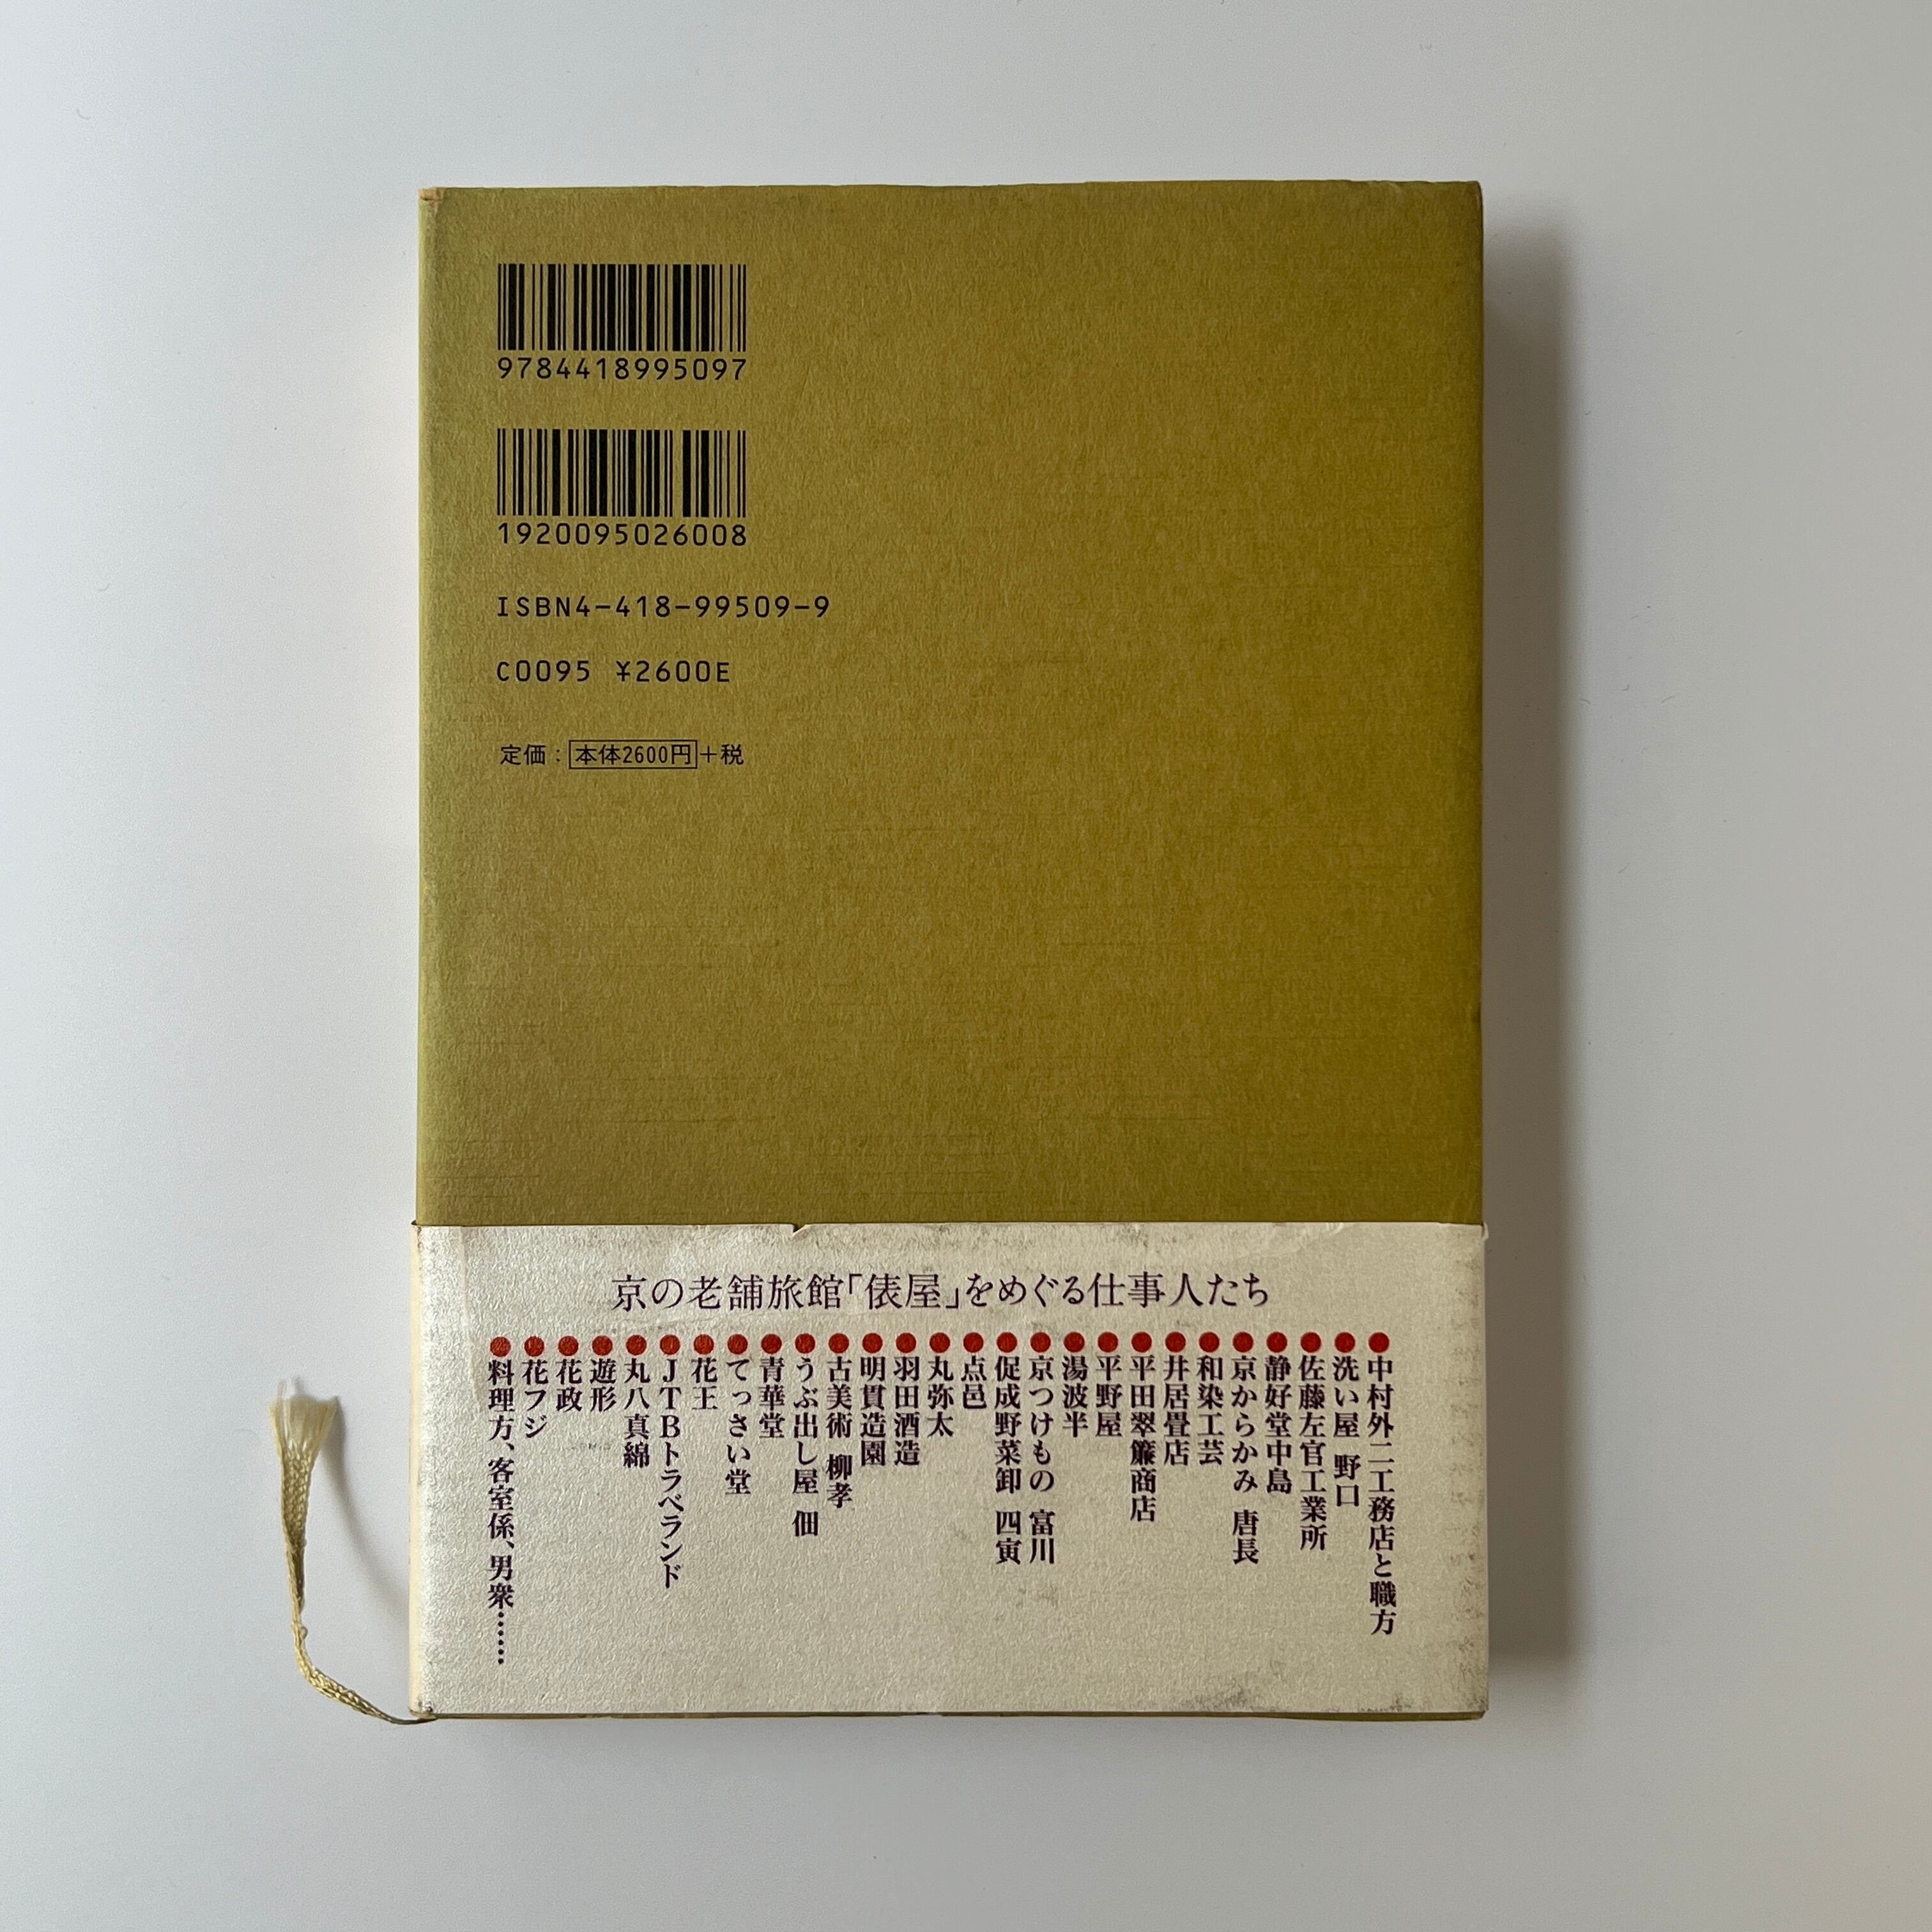 9784418995097
1920095026008
ISBN4-418-99509-9
C0095 ¥2600E
定価：本体2600円＋税
京の老舗旅館「俵屋」をめぐる仕事人たち
●中村外二工務店と職方
●洗い屋 野口
●佐藤左官工業所
●静好堂中島
●京からかみ 唐長
●和染工芸
●井居畳店
●平田翠簾商店
●平野屋
●湯波半
●京つけもの 富川
●促成野菜卸 四寅
●点邑
●丸弥太
●羽田酒造
●明貫造園
●古美術 柳孝
●うぶ出し屋 佃
●青華堂
●てっさい堂
●花王
●JTBトラベランド
●丸八真綿
●遊形
●花政
●花フジ
●料理方、客室係、男衆……